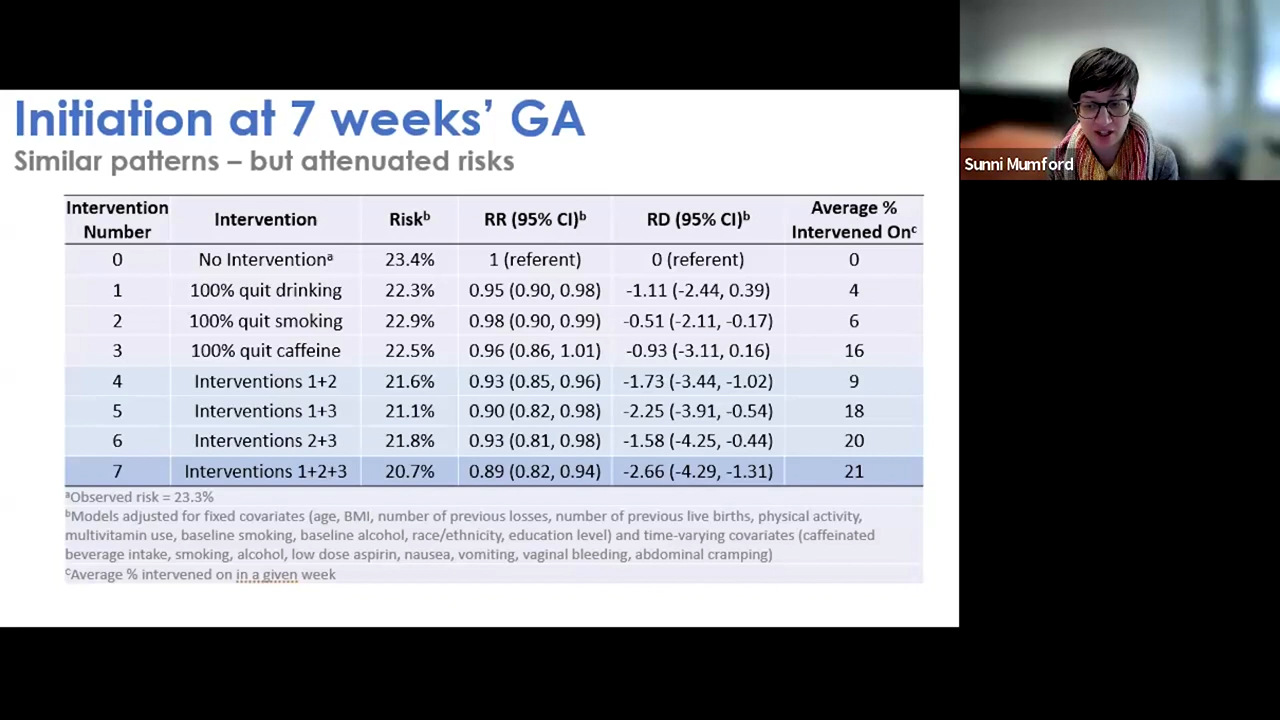 Initiation at 7 weeks' GA
Similar patterns – but attenuated risks
Sunni Mumford
Intervention Number Intervention Riskᵇ RR (95% CI)ᵇ RD (95% CI)ᵇ Average % Intervened Onᶜ
0 No Interventionᵃ 23.4% 1 (referent) 0 (referent) 0
1 100% quit drinking 22.3% 0.95 (0.90, 0.98) -1.11 (-2.44, 0.39) 4
2 100% quit smoking 22.9% 0.98 (0.90, 0.99) -0.51 (-2.11, -0.17) 6
3 100% quit caffeine 22.5% 0.96 (0.86, 1.01) -0.93 (-3.11, 0.16) 16
4 Interventions 1+2 21.6% 0.93 (0.85, 0.96) -1.73 (-3.44, -1.02) 9
5 Interventions 1+3 21.1% 0.90 (0.82, 0.98) -2.25 (-3.91, -0.54) 18
6 Interventions 2+3 21.8% 0.93 (0.81, 0.98) -1.58 (-4.25, -0.44) 20
7 Interventions 1+2+3 20.7% 0.89 (0.82, 0.94) -2.66 (-4.29, -1.31) 21
ᵃObserved risk = 23.3%
ᵇModels adjusted for fixed covariates (age, BMI, number of previous losses, number of previous live births, physical activity,
multivitamin use, baseline smoking, baseline alcohol, race/ethnicity, education level) and time-varying covariates (caffeinated
beverage intake, smoking, alcohol, low dose aspirin, nausea, vomiting, vaginal bleeding, abdominal cramping)
ᶜAverage % intervened on in a given week